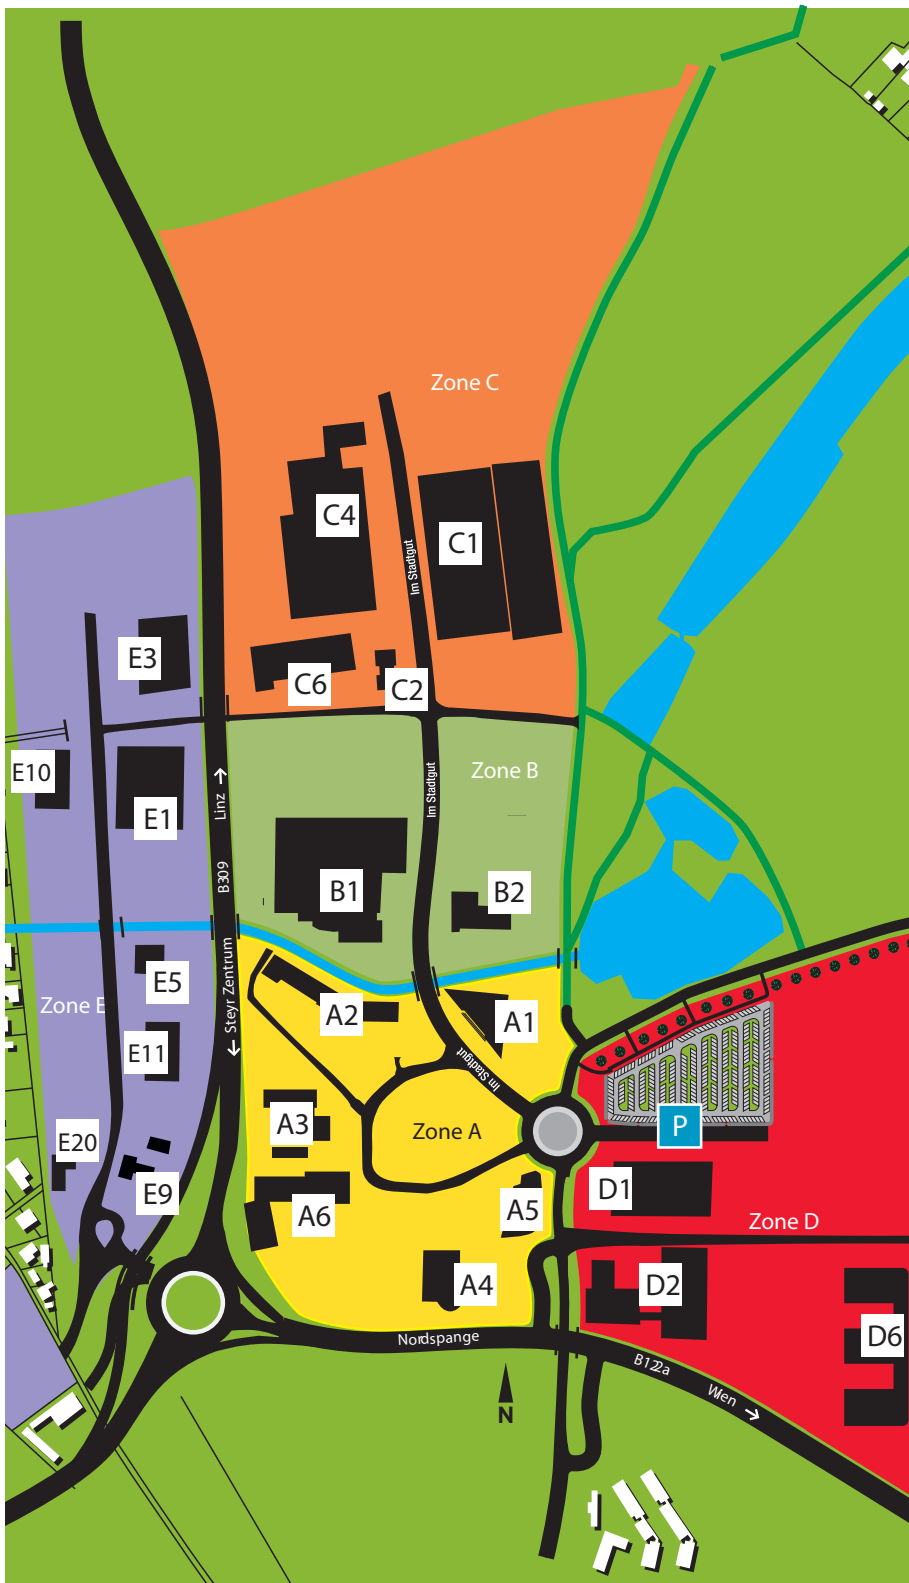 Zone C
C4
C1
Im Stadtgut
E3
C6
C2
E10
E1
Linz →
Im Stadtgut
Zone B
B309
B1
B2
E5
Zone E
← Steyr Zentrum
A2
A1
E11
Im Stadtgut
A3
Zone A
P
E20
E9
D1
A6
A5
Zone D
A4
D2
Nordspange
D6
B122a
Wien →
N